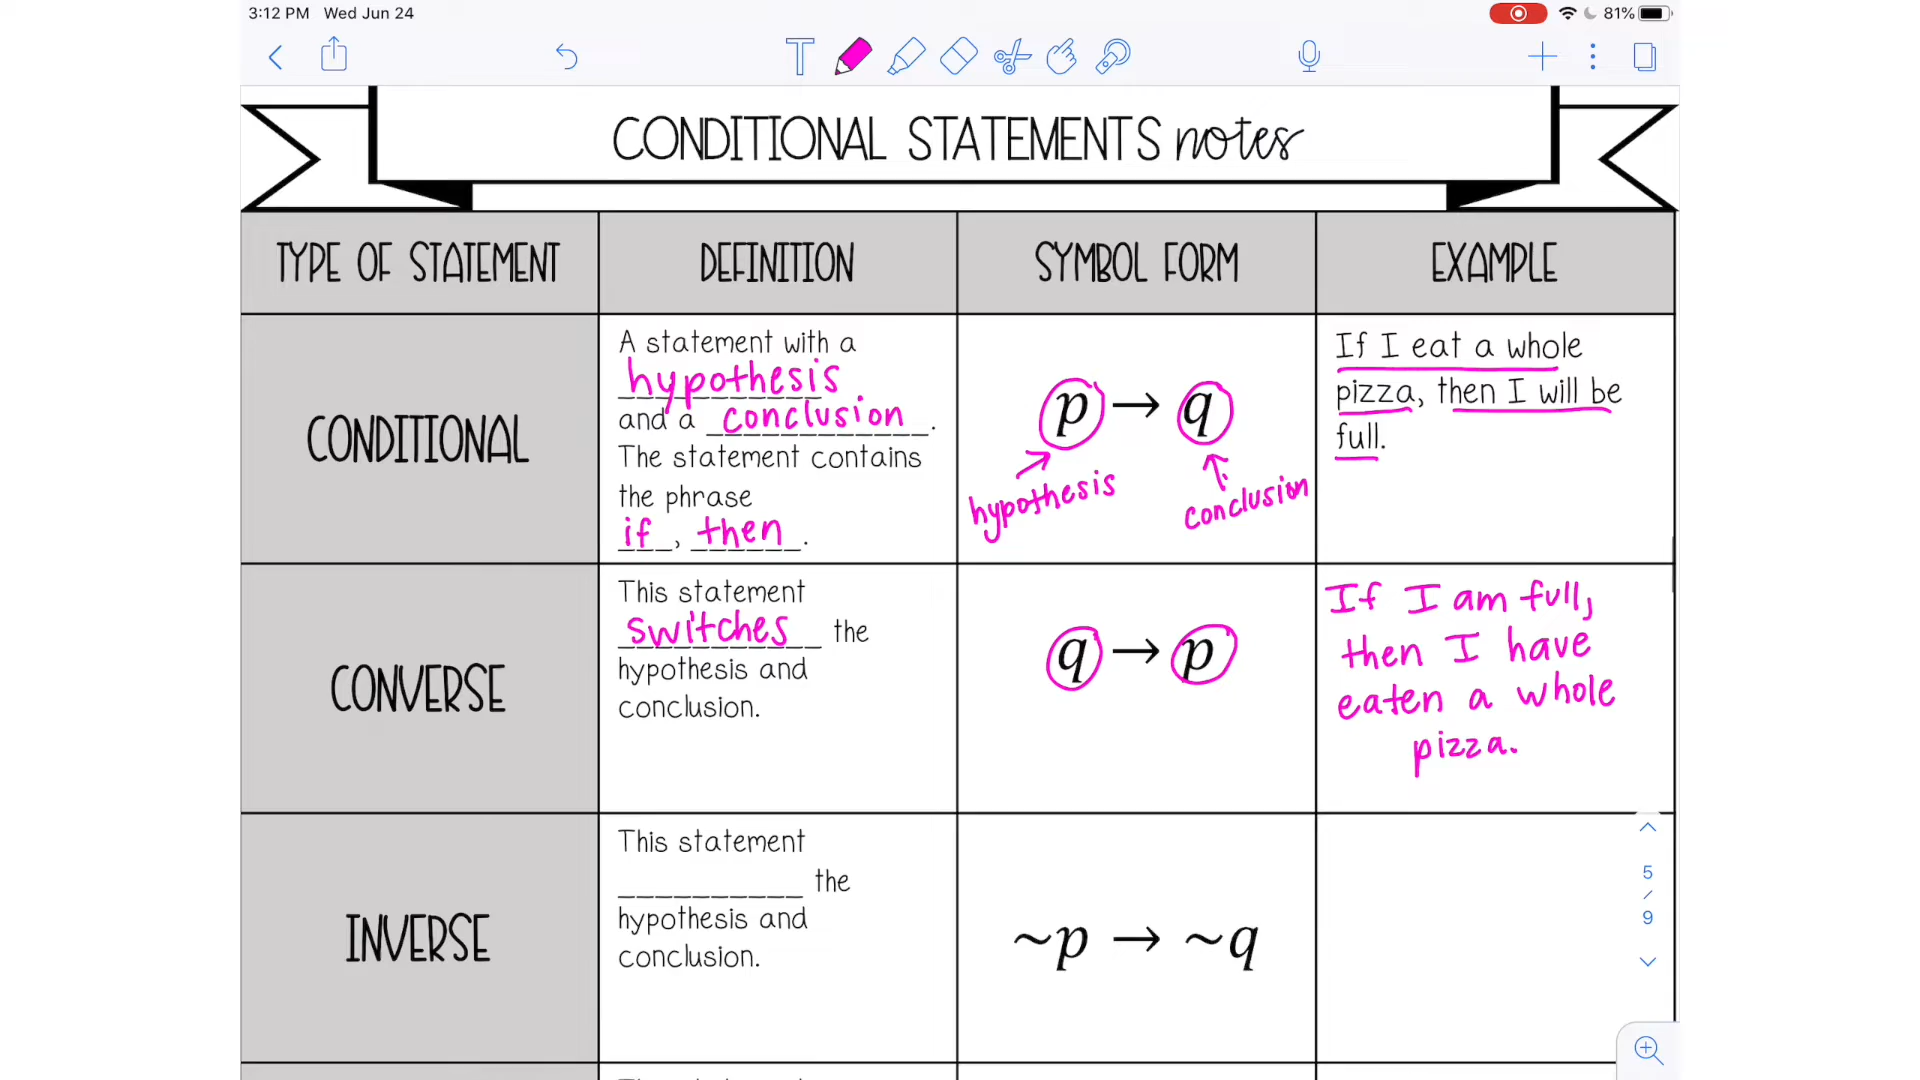 3:12 PM Wed Jun 24
81%
T
CONDITIONAL STATEMENTS notes
TYPE OF STATEMENT
DEFINITION
SYMBOL FORM
EXAMPLE
CONDITIONAL
A statement with a
hypothesis
and a conclusion.
The statement contains
the phrase
if, then.
p → q
hypothesis
conclusion
If I eat a whole
pizza, then I will be
full.
CONVERSE
This statement
switches the
hypothesis and
conclusion.
q → p
If I am full,
then I have
eaten a whole
pizza.
INVERSE
This statement
___________ the
hypothesis and
conclusion.
~p → ~q
5
/
9